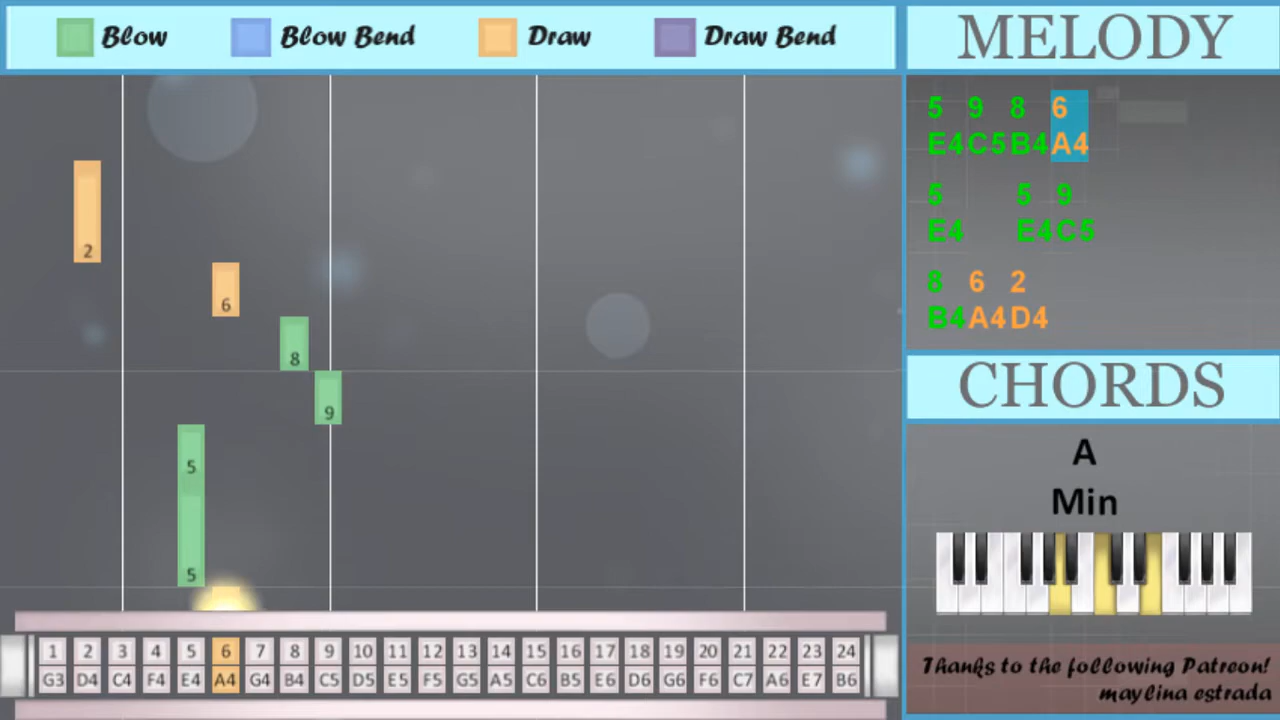 Blow Blow Bend Draw Draw Bend
MELODY
5 9 8 6
E4 C5 B4 A4
5 5 9
E4 E4 C5
8 6 2
B4 A4 D4
2
6
8
9
5
5
CHORDS
A
Min
1 2 3 4 5 6 7 8 9 10 11 12 13 14 15 16 17 18 19 20 21 22 23 24
G3 D4 C4 F4 E4 A4 G4 B4 C5 D5 E5 F5 G5 A5 C6 B5 E6 D6 G6 F6 C7 A6 E7 B6
Thanks to the following Patreon!
maylina estrada